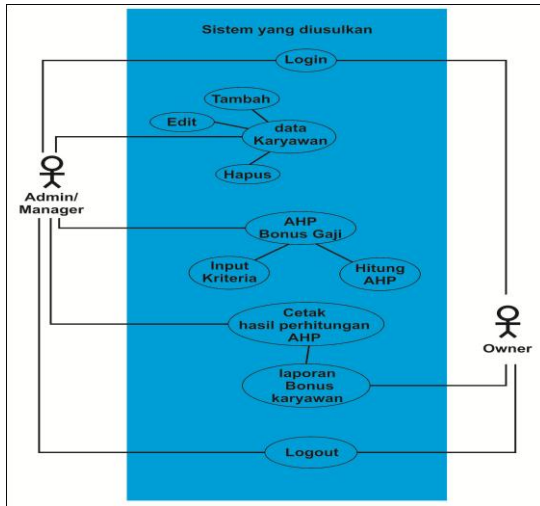 Sistem yang diusulkan
Login
Tambah
Edit
data
Karyawan
Hapus
Admin/
Manager
AHP
Bonus Gaji
Input
Kriteria
Hitung
AHP
Cetak
hasil perhitungan
AHP
Owner
laporan
Bonus
karyawan
Logout